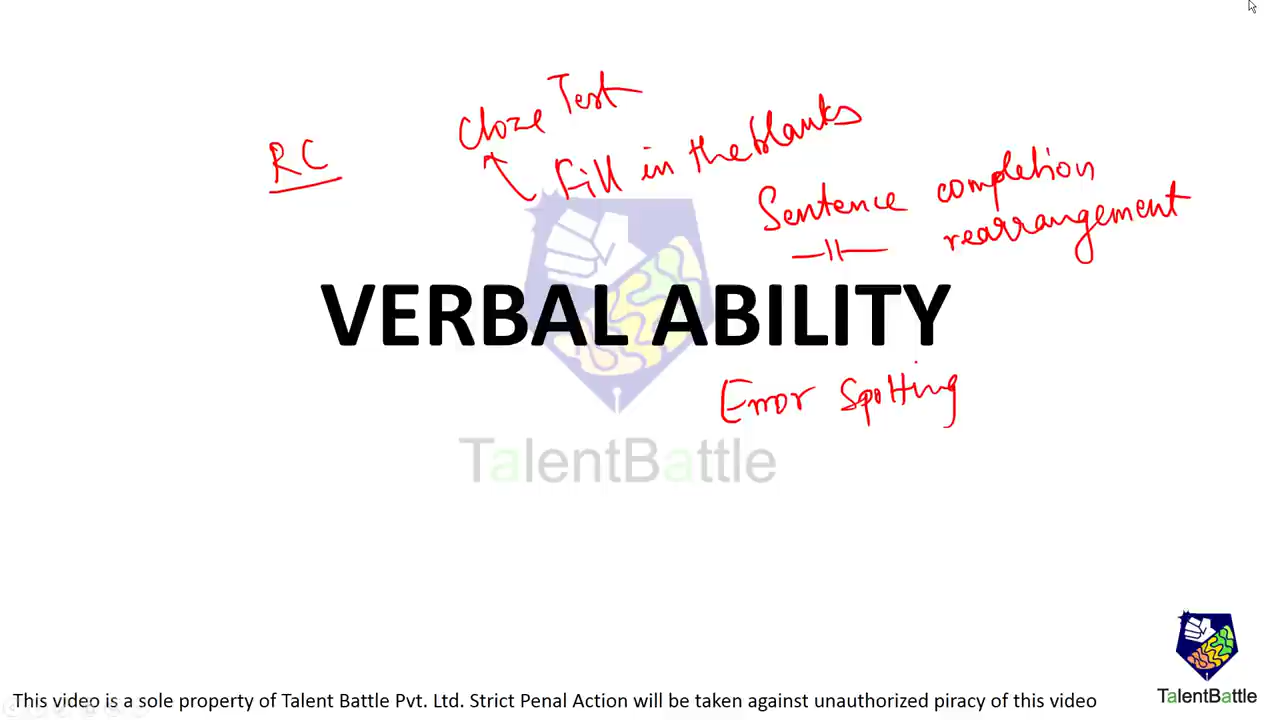 Cloze Test
RC
Fill in the blanks
Sentence completion
—||— rearrangement
VERBAL ABILITY
Error Spotting
TalentBattle
TalentBattle
This video is a sole property of Talent Battle Pvt. Ltd. Strict Penal Action will be taken against unauthorized piracy of this video